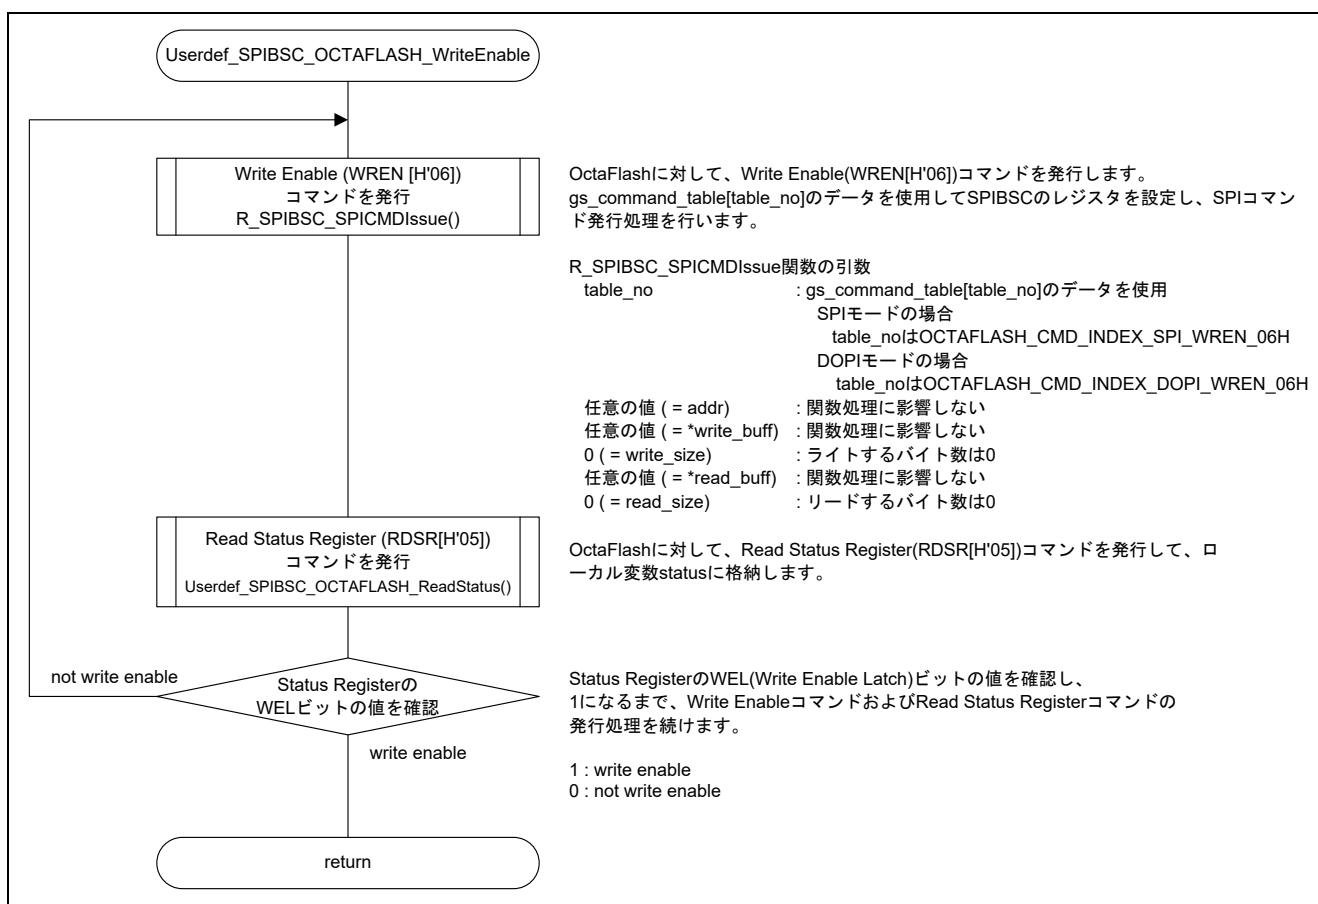 Userdef_SPIBSC_OCTAFLASH_WriteEnable
Write Enable (WREN [H'06])
コマンドを発行
R_SPIBSC_SPICMDIssue()
OctaFlashに対して、Write Enable(WREN[H'06])コマンドを発行します。
gs_command_table[table_no]のデータを使用してSPIBSCのレジスタを設定し、SPIコマン
ド発行処理を行います。
R_SPIBSC_SPICMDIssue関数の引数
table_no : gs_command_table[table_no]のデータを使用
SPIモードの場合
table_noはOCTAFLASH_CMD_INDEX_SPI_WREN_06H
DOPIモードの場合
table_noはOCTAFLASH_CMD_INDEX_DOPI_WREN_06H
任意の値 ( = addr) : 関数処理に影響しない
任意の値 ( = *write_buff) : 関数処理に影響しない
0 ( = write_size) : ライトするバイト数は0
任意の値 ( = *read_buff) : 関数処理に影響しない
0 ( = read_size) : リードするバイト数は0
Read Status Register (RDSR[H'05])
コマンドを発行
Userdef_SPIBSC_OCTAFLASH_ReadStatus()
OctaFlashに対して、Read Status Register(RDSR[H'05])コマンドを発行して、ロ
ーカル変数statusに格納します。
not write enable
Status Registerの
WELビットの値を確認
write enable
Status RegisterのWEL(Write Enable Latch)ビットの値を確認し、
1になるまで、Write EnableコマンドおよびRead Status Registerコマンドの
発行処理を続けます。
1 : write enable
0 : not write enable
return